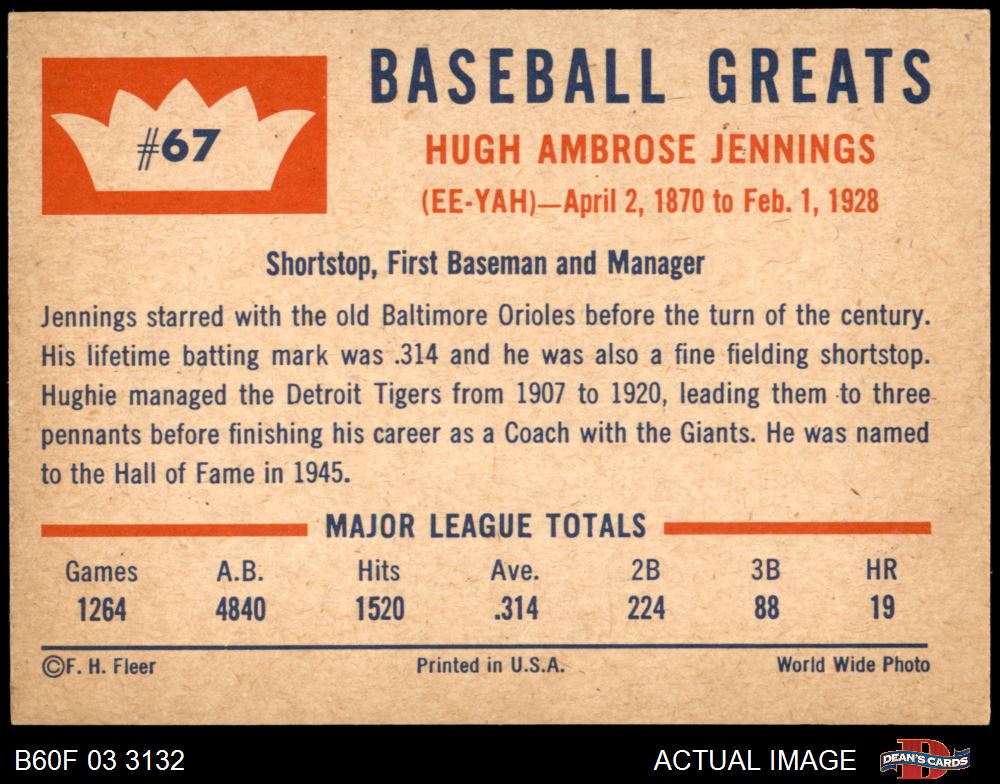 #67
BASEBALL GREATS
HUGH AMBROSE JENNINGS
(EE-YAH)—April 2, 1870 to Feb. 1, 1928
Shortstop, First Baseman and Manager
Jennings starred with the old Baltimore Orioles before the turn of the century.
His lifetime batting mark was .314 and he was also a fine fielding shortstop.
Hughie managed the Detroit Tigers from 1907 to 1920, leading them to three
pennants before finishing his career as a Coach with the Giants. He was named
to the Hall of Fame in 1945.
MAJOR LEAGUE TOTALS
Games A.B. Hits Ave. 2B 3B HR
1264 4840 1520 .314 224 88 19
©F. H. Fleer Printed in U.S.A. World Wide Photo
B60F 03 3132 ACTUAL IMAGE DEAN'S CARDS